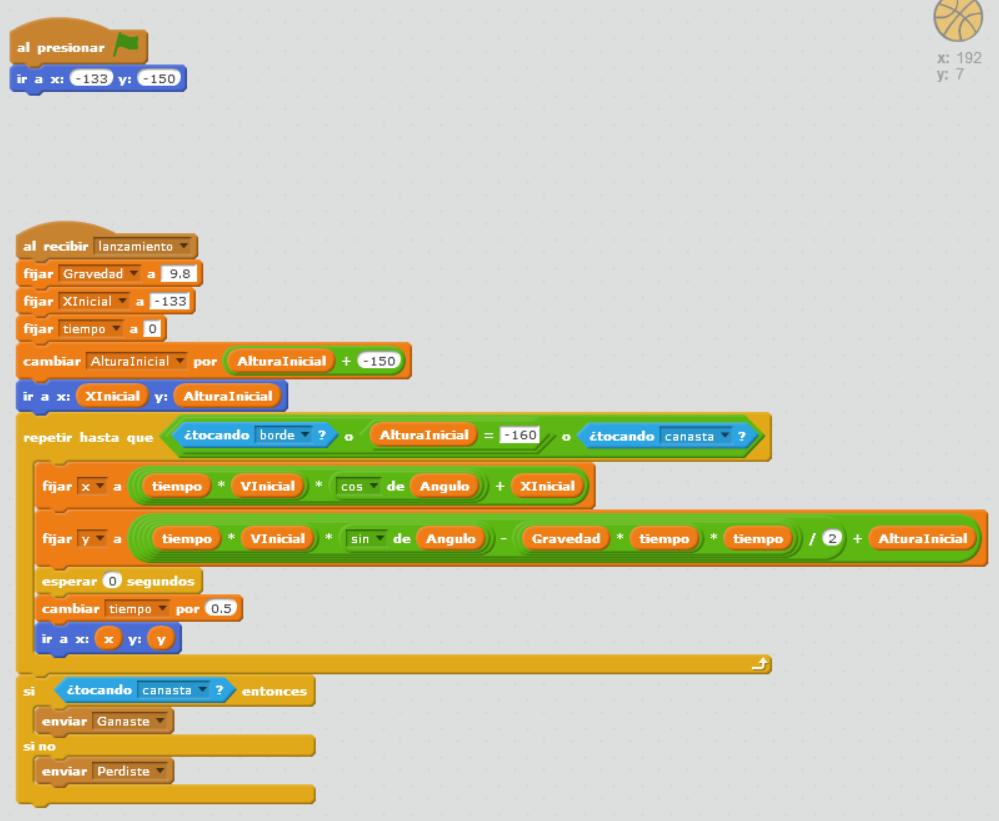 al presionar
ir a x: -133 y: -150
x: 192
y: 7
al recibir lanzamiento
fijar Gravedad a 9.8
fijar XInicial a -133
fijar tiempo a 0
cambiar AlturaInicial por AlturaInicial + -150
ir a x: XInicial y: AlturaInicial
repetir hasta que ¿tocando borde ? o AlturaInicial = -160 o ¿tocando canasta ?
fijar x a tiempo * VInicial * cos de Angulo + XInicial
fijar y a tiempo * VInicial * sin de Angulo - Gravedad * tiempo * tiempo / 2 + AlturaInicial
esperar 0 segundos
cambiar tiempo por 0.5
ir a x: x y: y
si ¿tocando canasta ? entonces
enviar Ganaste
si no
enviar Perdiste